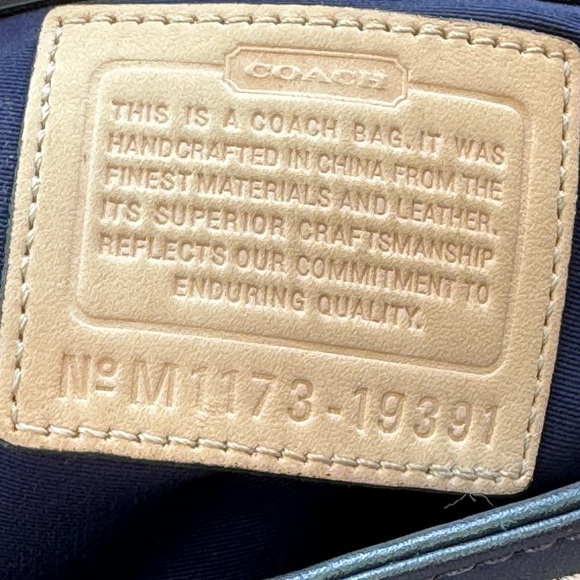 COACH
THIS IS A COACH BAG. IT WAS
HANDCRAFTED IN CHINA FROM THE
FINEST MATERIALS AND LEATHER.
ITS SUPERIOR CRAFTSMANSHIP
REFLECTS OUR COMMITMENT TO
ENDURING QUALITY.
Nº M1173-19391